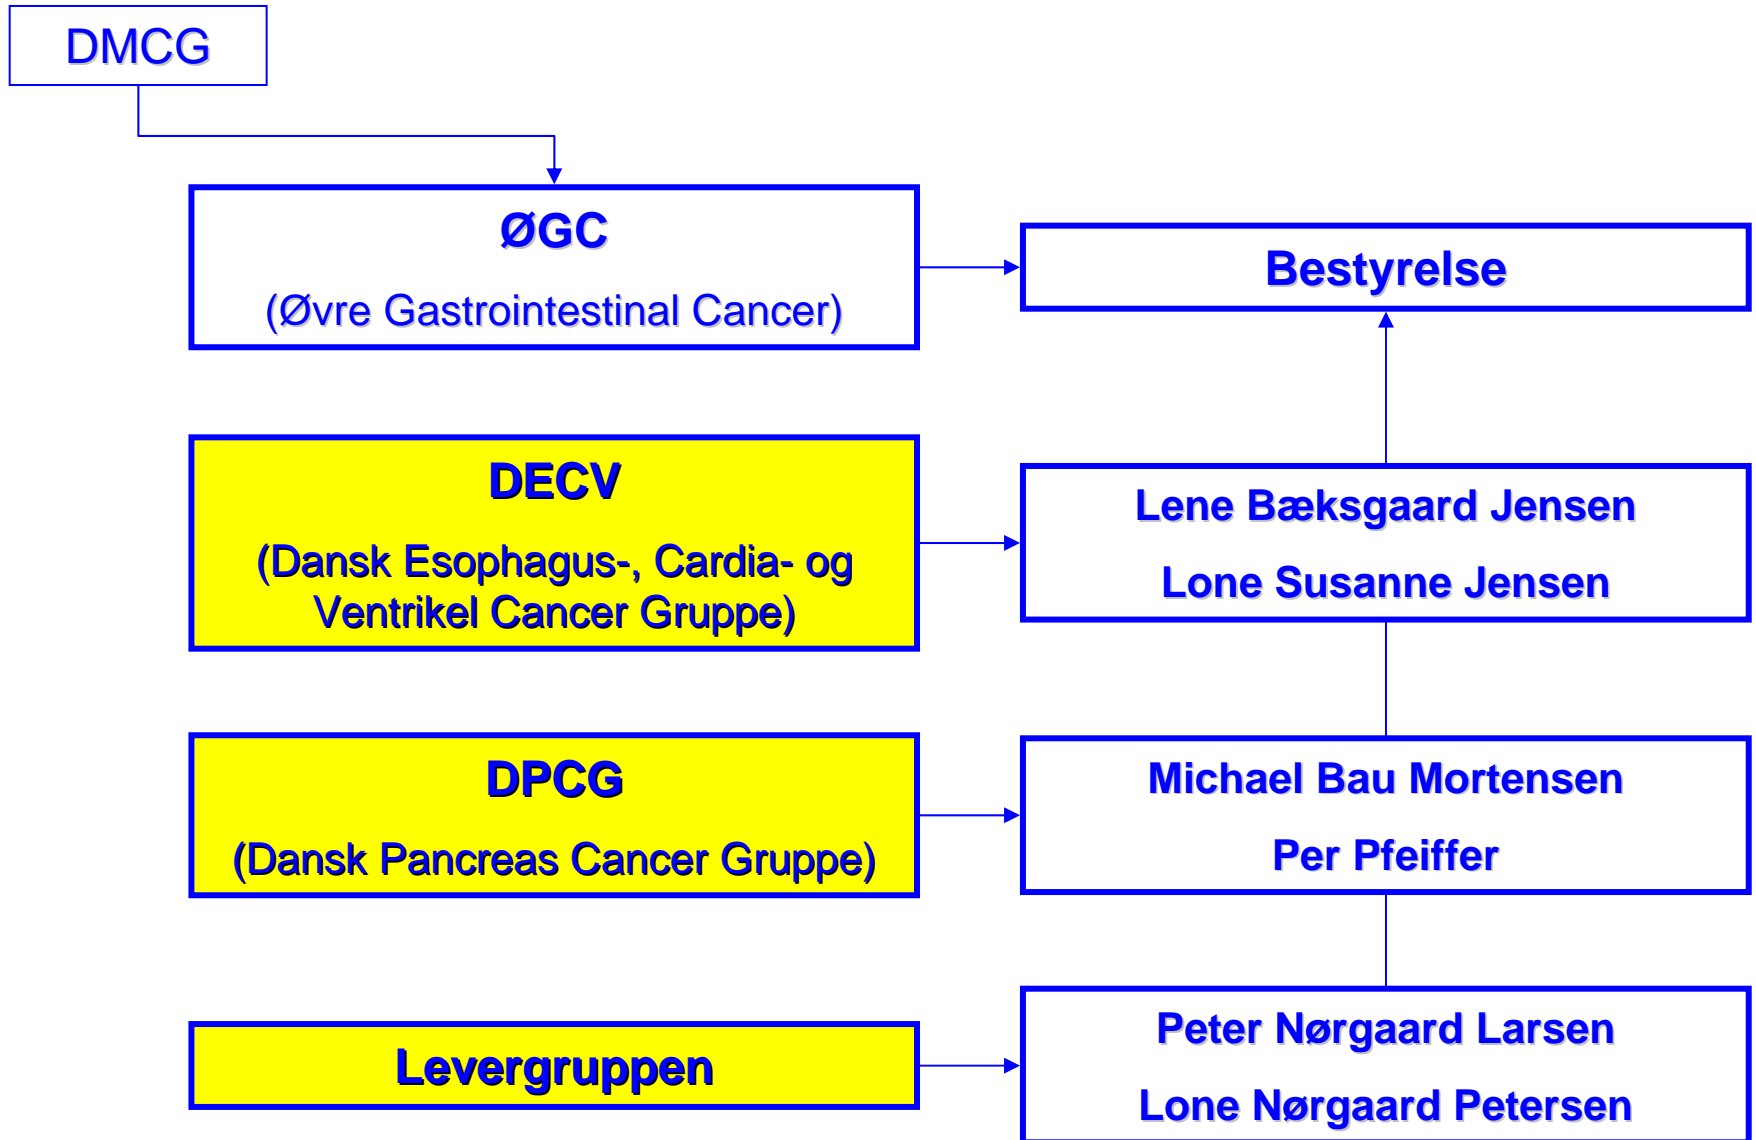 DMCG
ØGC
(Øvre Gastrointestinal Cancer)
Bestyrelse
DECV
(Dansk Esophagus-, Cardia- og
Ventrikel Cancer Gruppe)
Lene Bæksgaard Jensen
Lone Susanne Jensen
DPCG
(Dansk Pancreas Cancer Gruppe)
Michael Bau Mortensen
Per Pfeiffer
Levergruppen
Peter Nørgaard Larsen
Lone Nørgaard Petersen